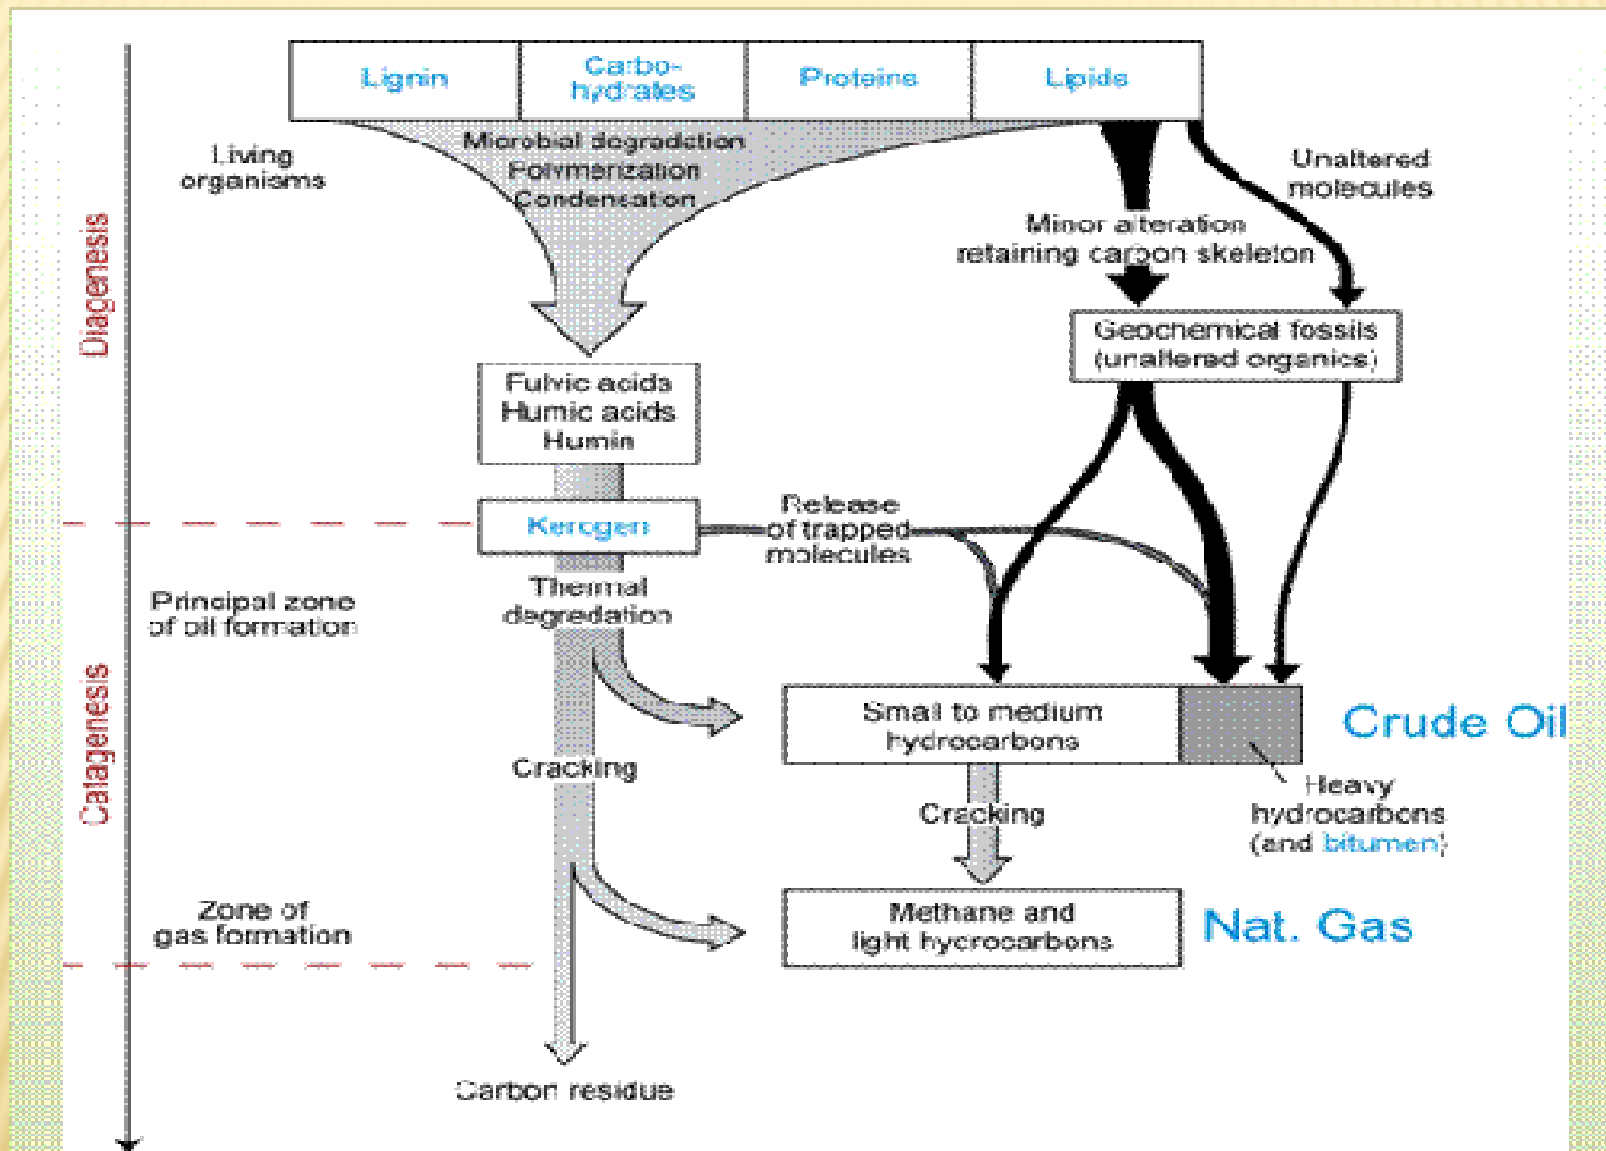 Lignin
Carbo-
hydrates
Proteins
Lipids
Living
organisms
Microbial degradation
Polymerization
Condensation
Unaltered
molecules
Minor alteration
retaining carbon skeleton
Diagenesis
Geochemical fossils
(unaltered organics)
Fulvic acids
Humic acids
Humin
Kerogen
Release
of trapped
molecules
Thermal
degradation
Principal zone
of oil formation
Catagenesis
Small to medium
hydrocarbons
Crude Oil
Cracking
Cracking
Heavy
hydrocarbons
(and bitumen)
Zone of
gas formation
Methane and
light hydrocarbons
Nat. Gas
Carbon residue